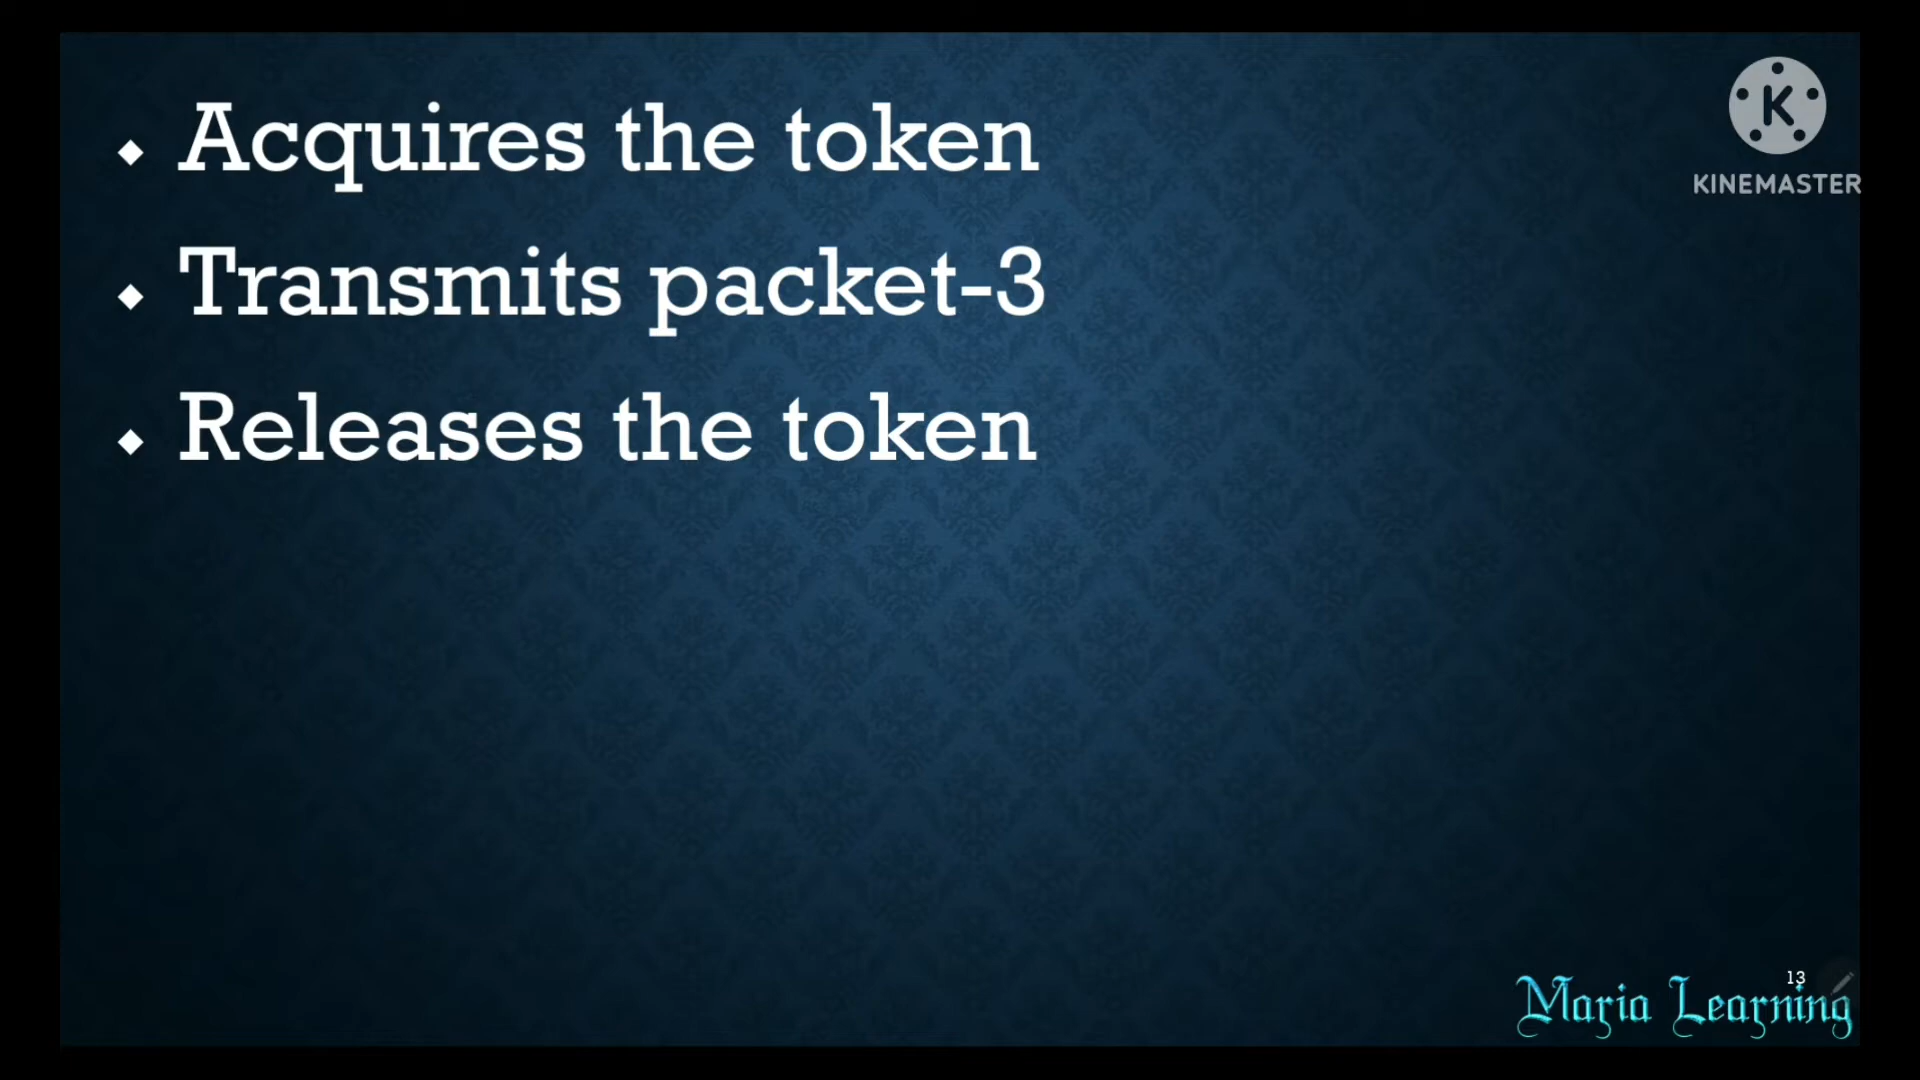 ◆ Acquires the token
◆ Transmits packet-3
◆ Releases the token
K
KINEMASTER
13
Maria Learning